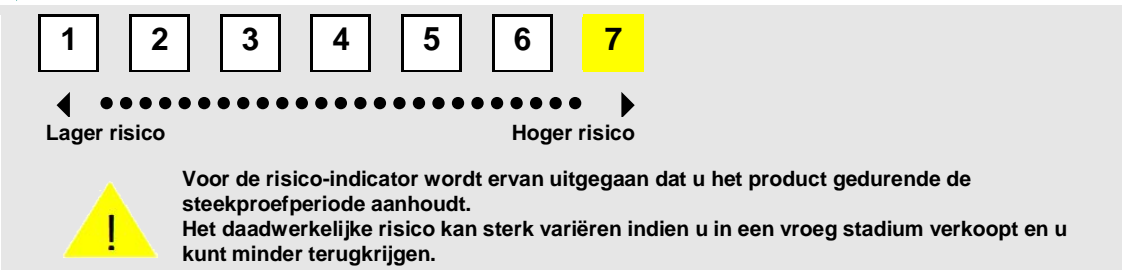 1 2 3 4 5 6 7
Lager risico Hoger risico
Voor de risico-indicator wordt ervan uitgegaan dat u het product gedurende de
steekproefperiode aanhoudt.
!
Het daadwerkelijke risico kan sterk variëren indien u in een vroeg stadium verkoopt en u
kunt minder terugkrijgen.